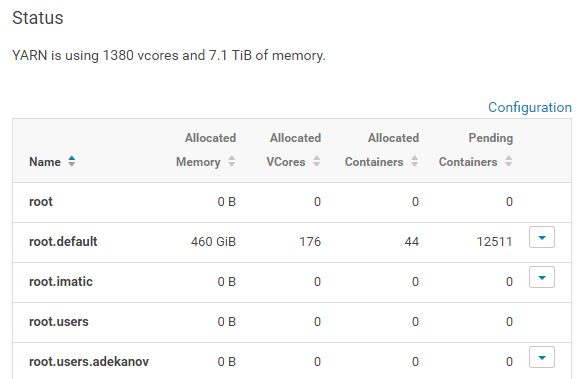 Status
YARN is using 1380 vcores and 7.1 TiB of memory.
Configuration
Name Allocated Memory Allocated VCores Allocated Containers Pending Containers
root 0 B 0 0 0
root.default 460 GiB 176 44 12511
root.imatic 0 B 0 0 0
root.users 0 B 0 0 0
root.users.adekanov 0 B 0 0 0